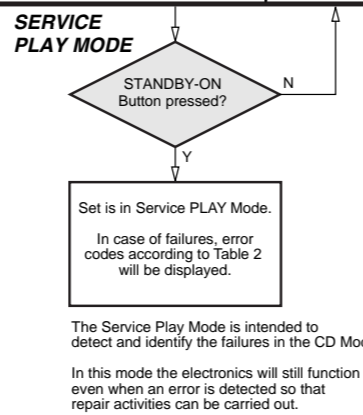 SERVICE
PLAY MODE
STANDBY-ON
Button pressed?
N
Y
Set is in Service PLAY Mode.
In case of failures, error
codes according to Table 2
will be displayed.
The Service Play Mode is intended to
detect and identify the failures in the CD
In this mode the electronics will still function
even when an error is detected so that
repair activities can be carried out.